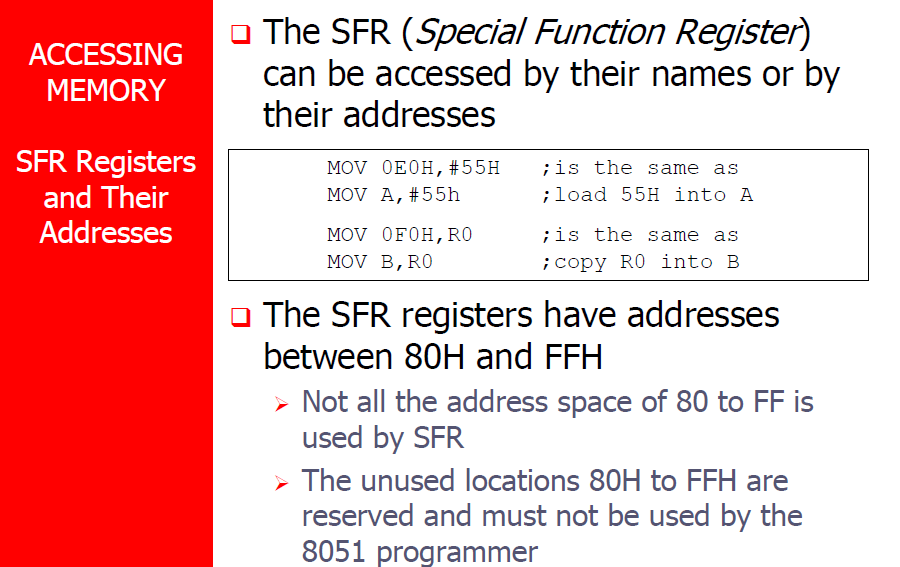 ACCESSING
MEMORY
SFR Registers
and Their
Addresses
The SFR (Special Function Register)
can be accessed by their names or by
their addresses
MOV 0E0H,#55H ;is the same as
MOV A,#55h ;load 55H into A
MOV 0F0H,R0 ;is the same as
MOV B,R0 ;copy R0 into B
The SFR registers have addresses
between 80H and FFH
Not all the address space of 80 to FF is
used by SFR
The unused locations 80H to FFH are
reserved and must not be used by the
8051 programmer